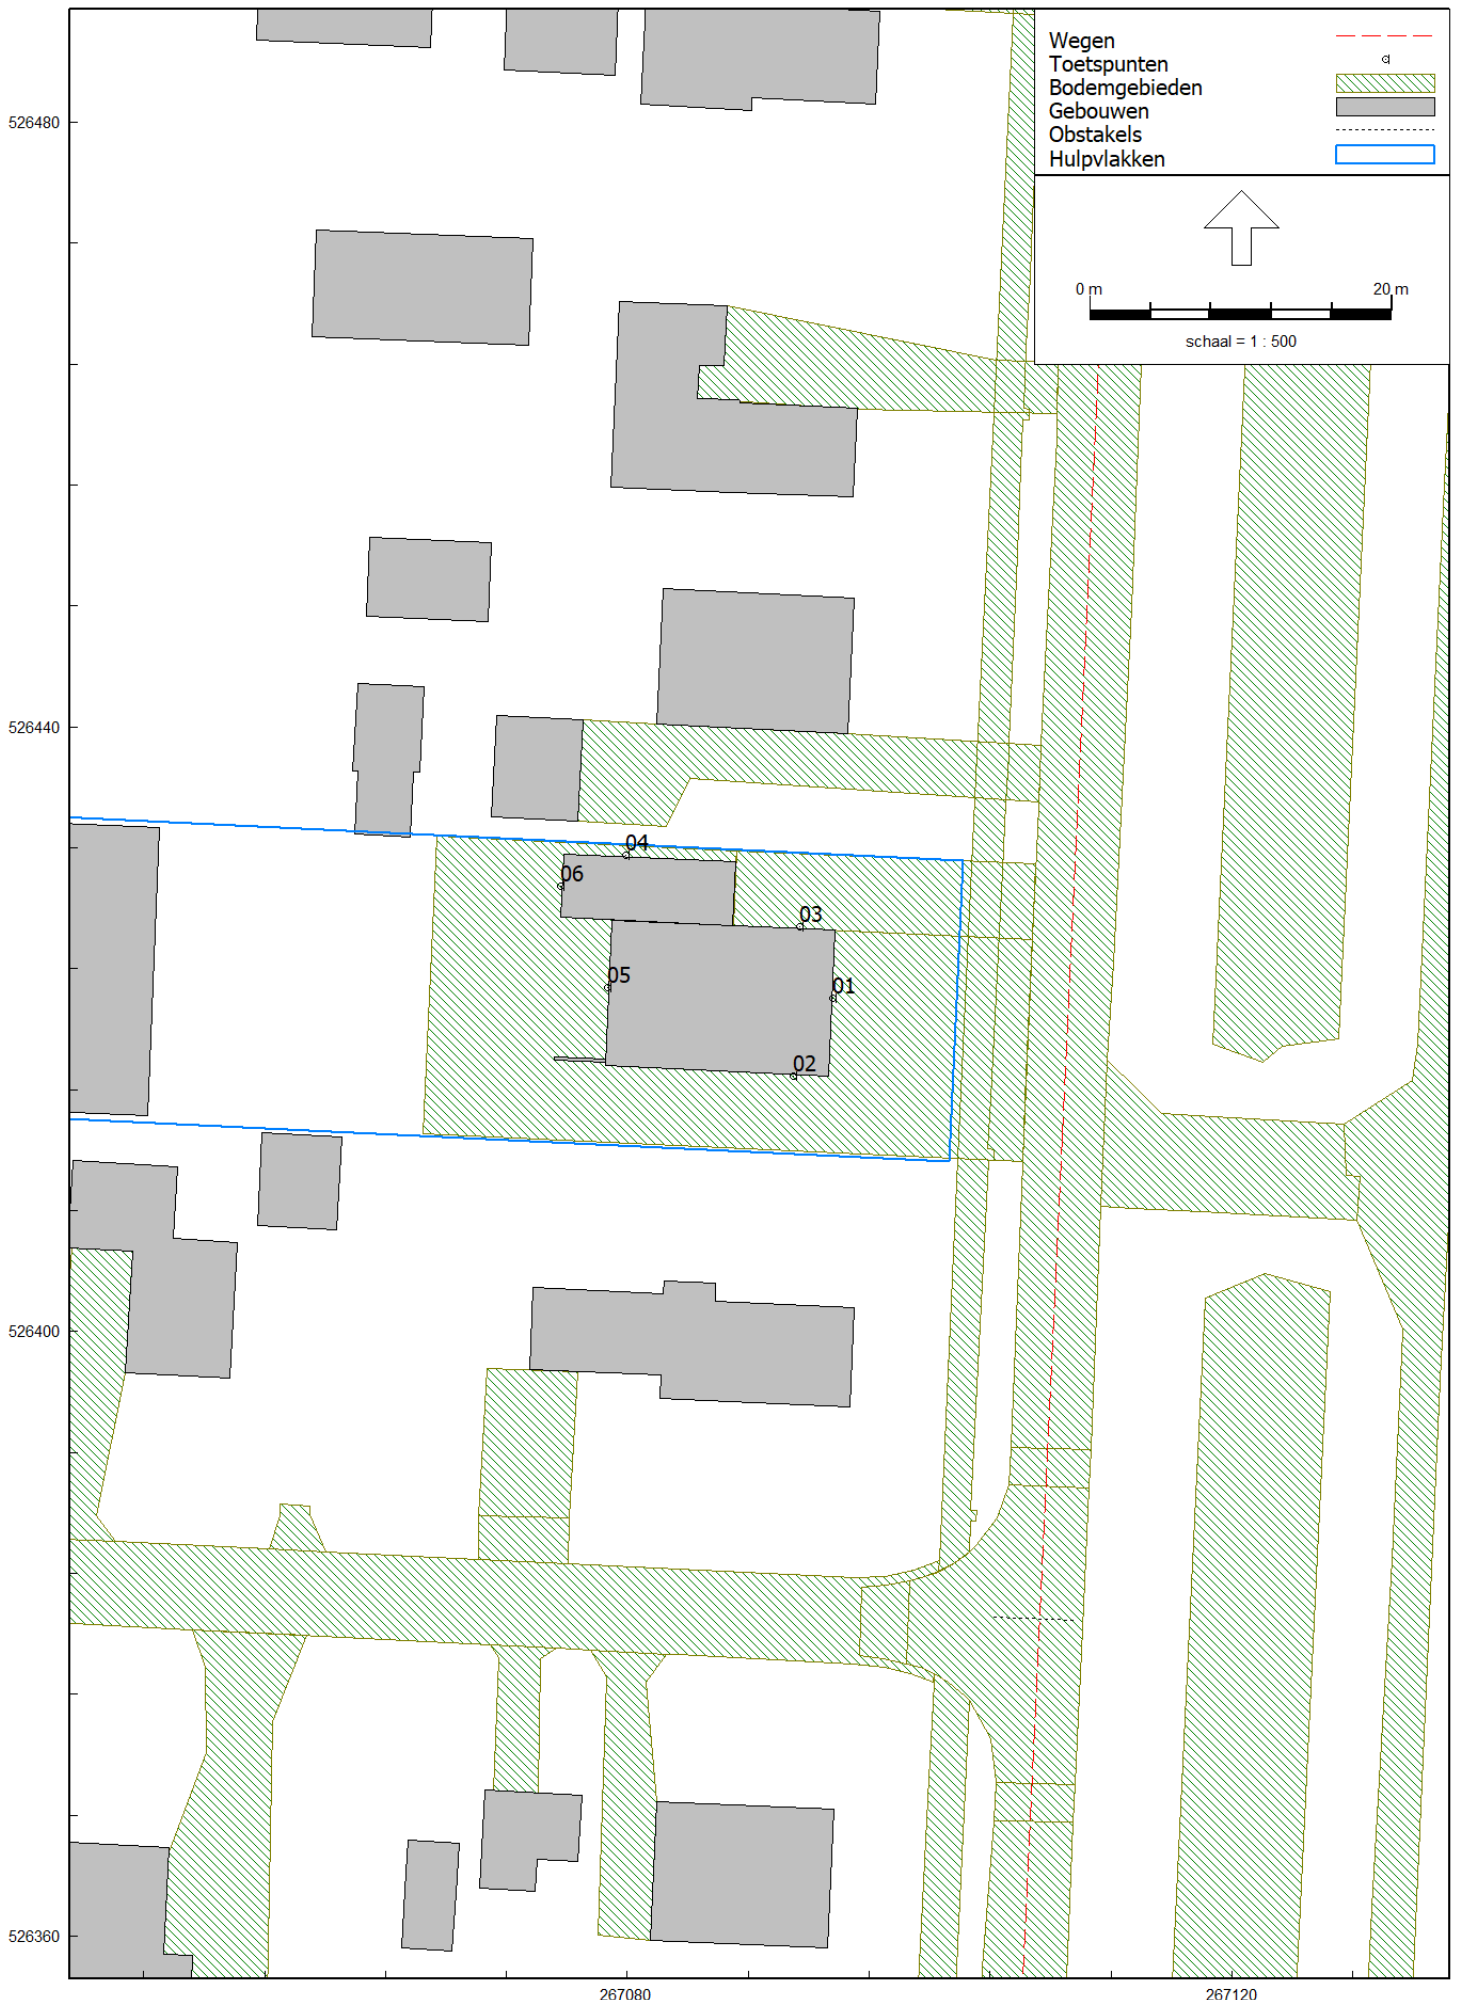 Wegen
Toetspunten
Bodemgebieden
Gebouwen
Obstakels
Hulpvlakken
0 m 20 m
schaal = 1 : 500
526480
526440
04
06
03
05
01
02
526400
526360
267080 267120